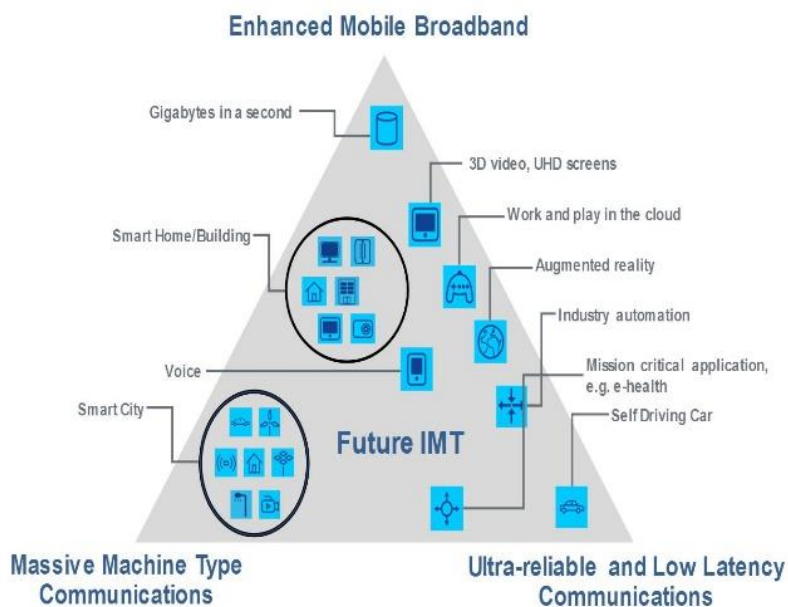 Enhanced Mobile Broadband
Gigabytes in a second
3D video, UHD screens
Work and play in the cloud
Smart Home/Building
Augmented reality
Industry automation
Voice
Mission critical application,
e.g. e-health
Smart City
Self Driving Car
Future IMT
Massive Machine Type
Communications
Ultra-reliable and Low Latency
Communications